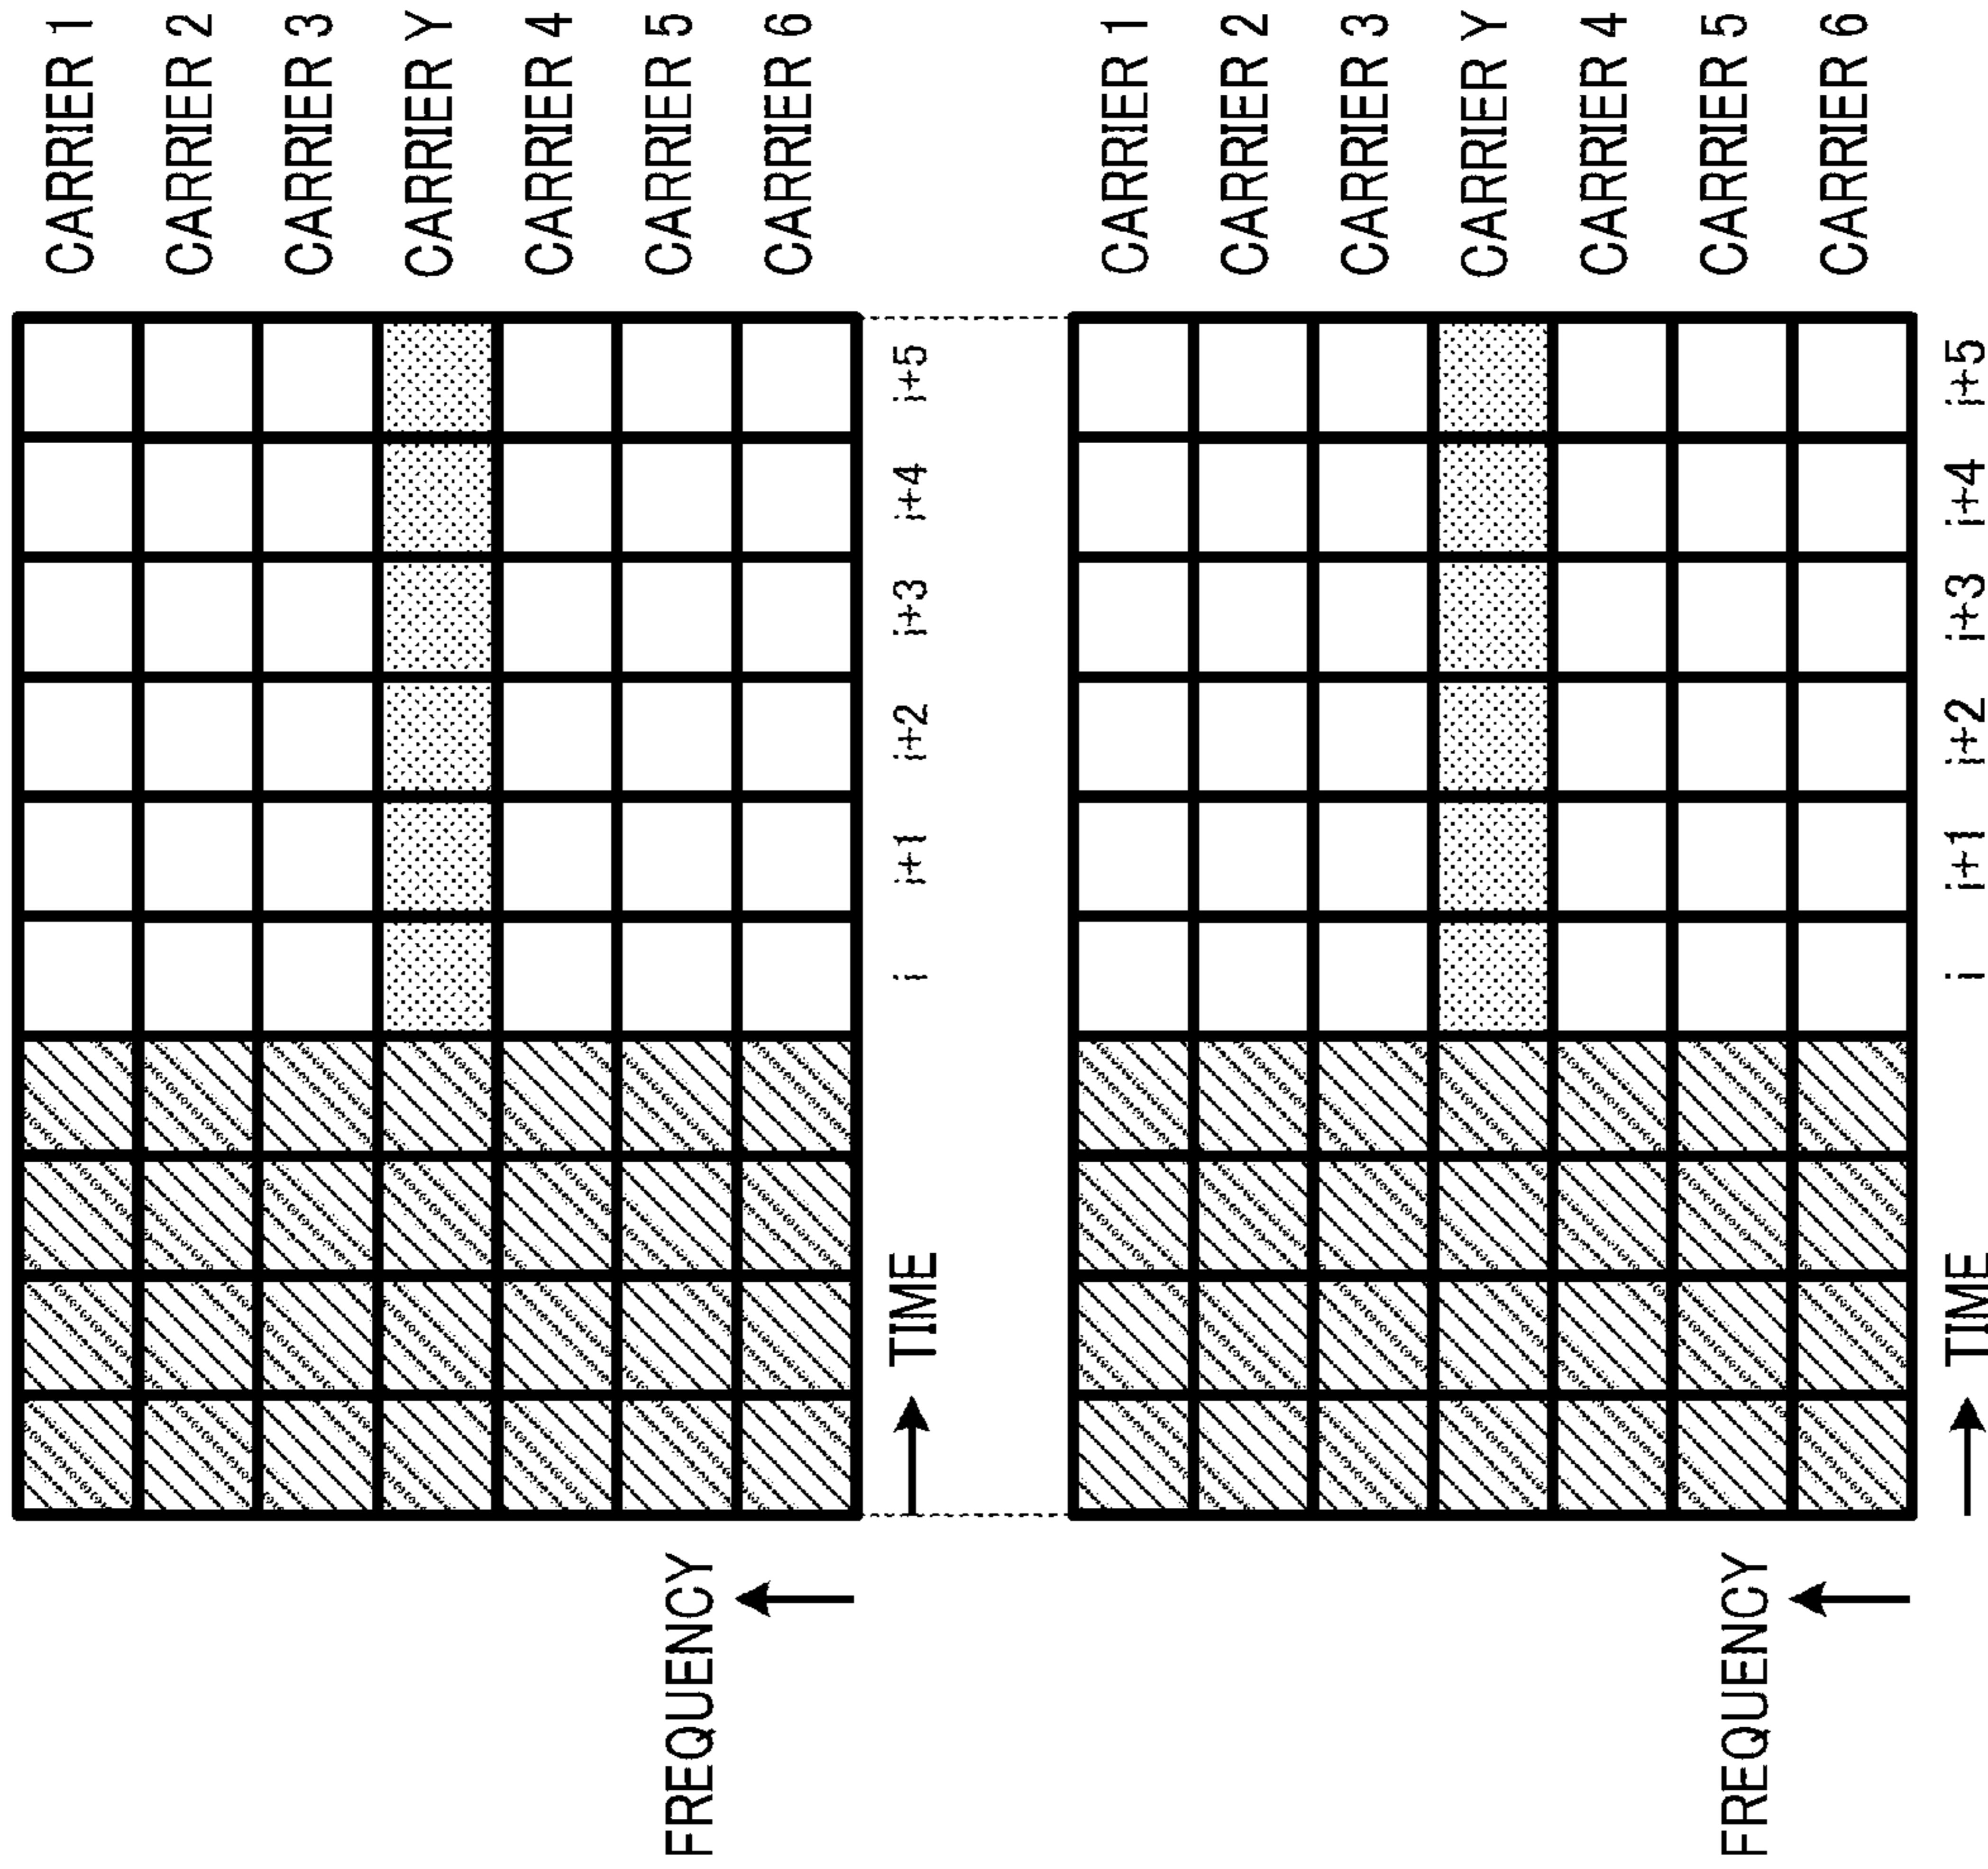 CARRIER 1
CARRIER 2
CARRIER 3
CARRIER Y
CARRIER 4
CARRIER 5
CARRIER 6
FREQUENCY
TIME
i
i+1
i+2
i+3
i+4
i+5
CARRIER 1
CARRIER 2
CARRIER 3
CARRIER Y
CARRIER 4
CARRIER 5
CARRIER 6
FREQUENCY
TIME
i
i+1
i+2
i+3
i+4
i+5